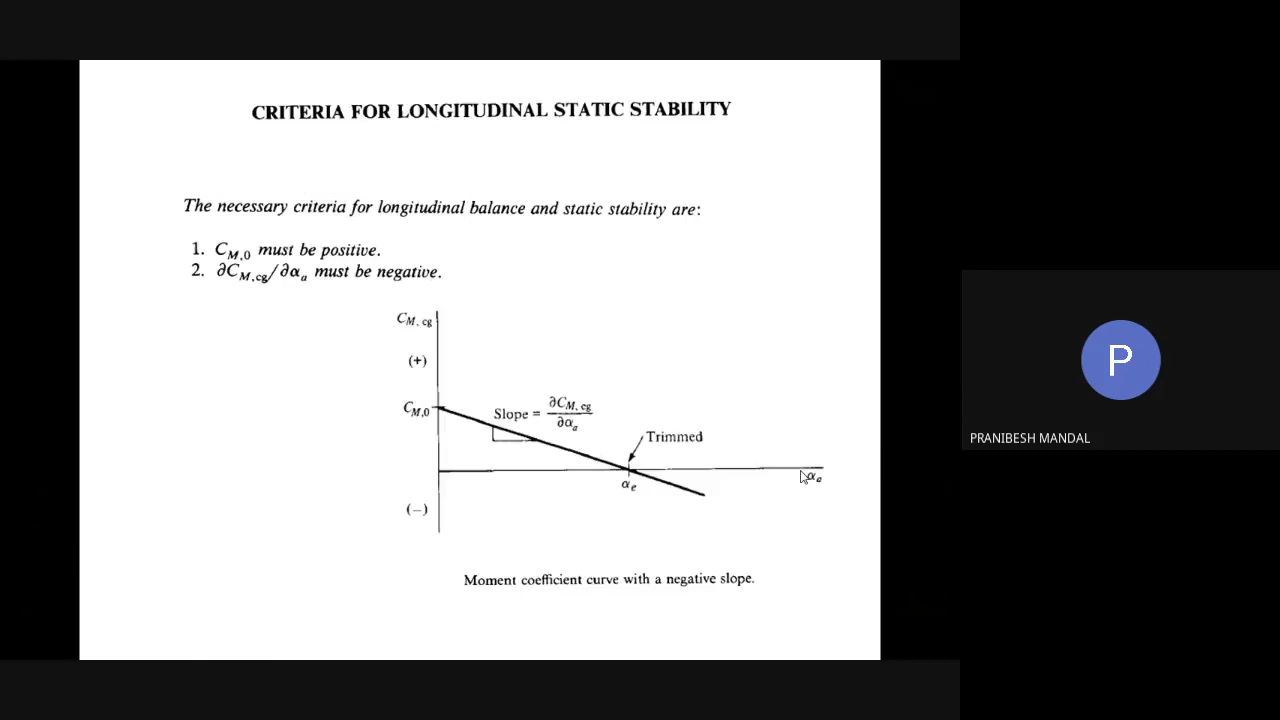 CRITERIA FOR LONGITUDINAL STATIC STABILITY
The necessary criteria for longitudinal balance and static stability are:
1. C_{M,0} must be positive.
2. ∂C_{M,cg}/∂α_a must be negative.
C_{M,cg}
(+)
C_{M,0}
Slope = ∂C_{M,cg}/∂α_a
Trimmed
α_e
α_a
(−)
Moment coefficient curve with a negative slope.
P
PRANIBESH MANDAL